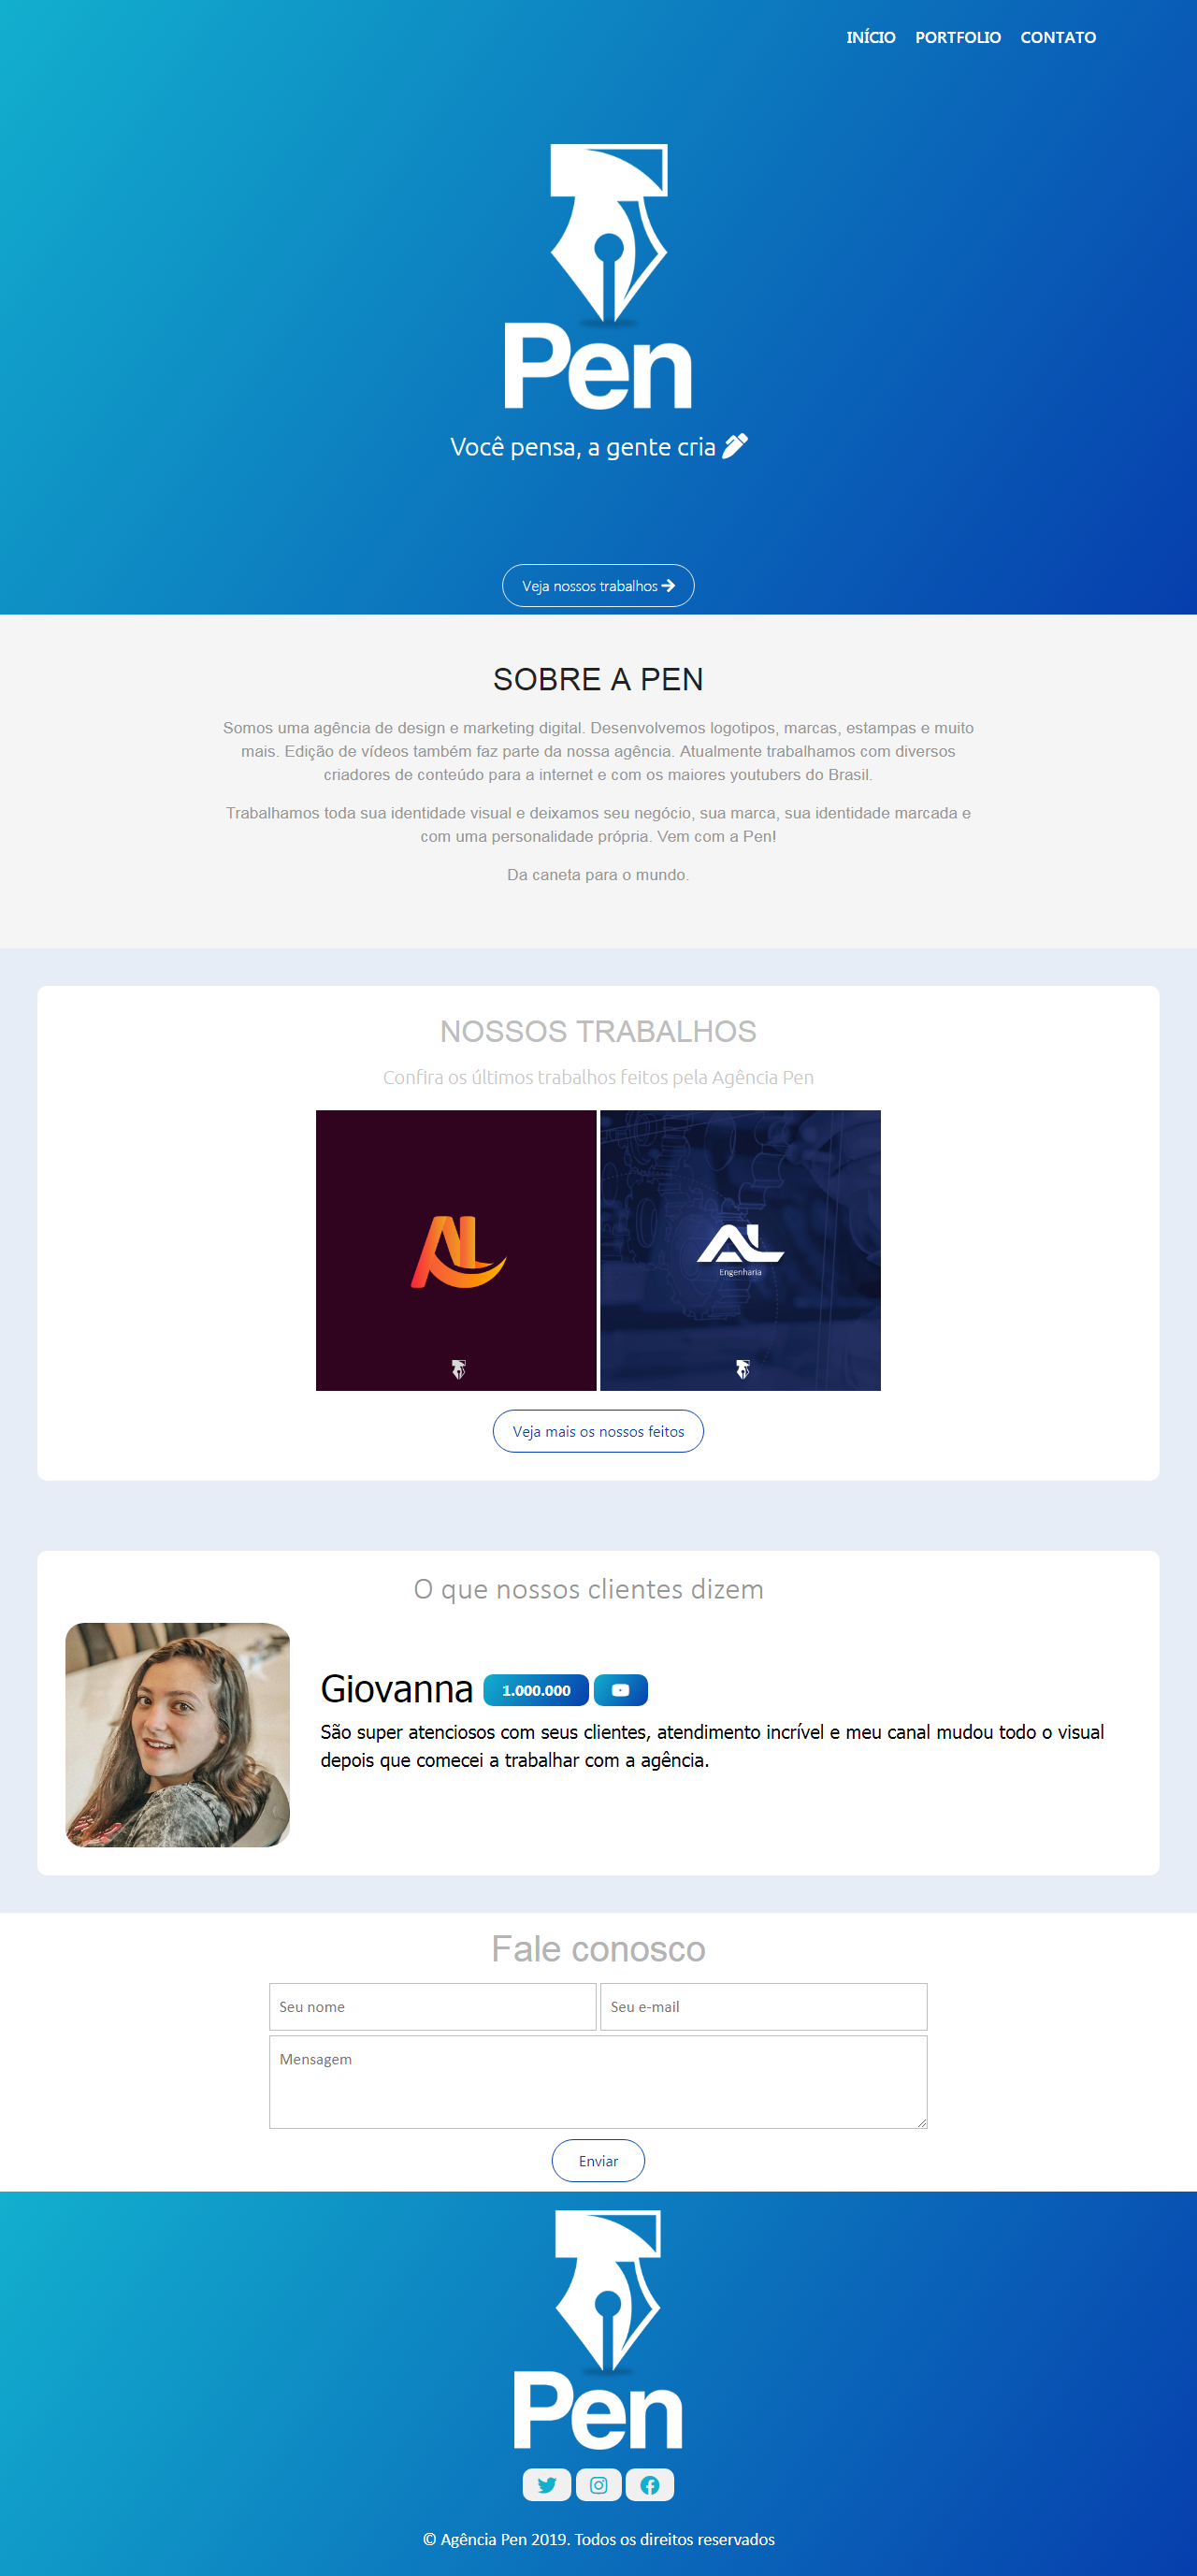 INÍCIO PORTFOLIO CONTATO
Pen
Você pensa, a gente cria
Veja nossos trabalhos
SOBRE A PEN
Somos uma agência de design e marketing digital. Desenvolvemos logotipos, marcas, estampas e muito
mais. Edição de vídeos também faz parte da nossa agência. Atualmente trabalhamos com diversos
criadores de conteúdo para a internet e com os maiores youtubers do Brasil.
Trabalhamos toda sua identidade visual e deixamos seu negócio, sua marca, sua identidade marcada e
com uma personalidade própria. Vem com a Pen!
Da caneta para o mundo.
NOSSOS TRABALHOS
Confira os últimos trabalhos feitos pela Agência Pen
AL
AL
Engenharia
Veja mais os nossos feitos
O que nossos clientes dizem
Giovanna 1.000.000
São super atenciosos com seus clientes, atendimento incrível e meu canal mudou todo o visual
depois que comecei a trabalhar com a agência.
Fale conosco
Seu nome Seu e-mail
Mensagem
Enviar
Pen
© Agência Pen 2019. Todos os direitos reservados